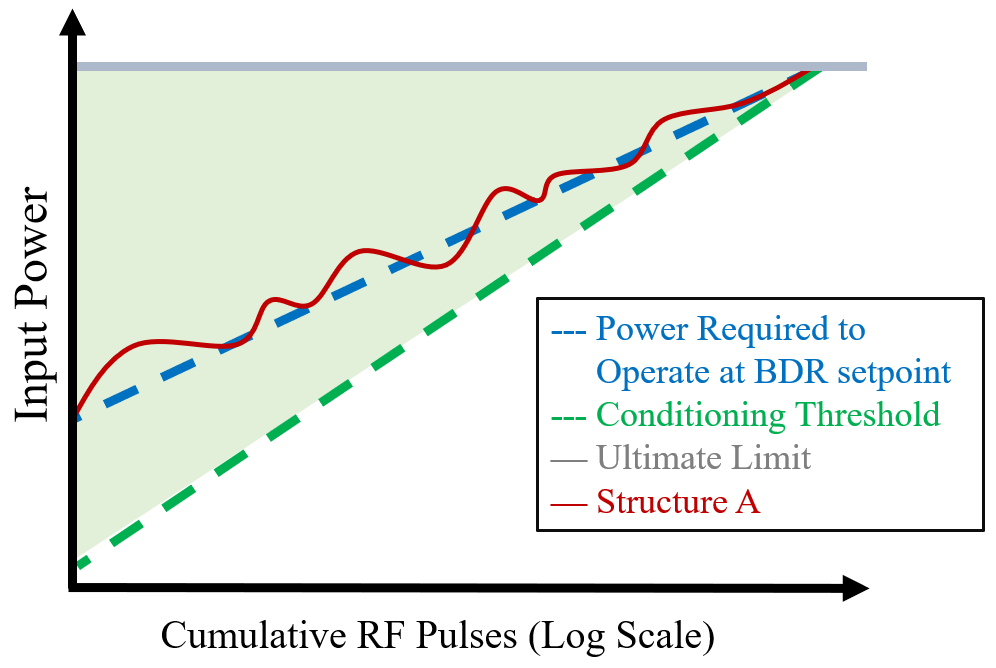 Input Power
--- Power Required to
Operate at BDR setpoint
--- Conditioning Threshold
— Ultimate Limit
— Structure A
Cumulative RF Pulses (Log Scale)